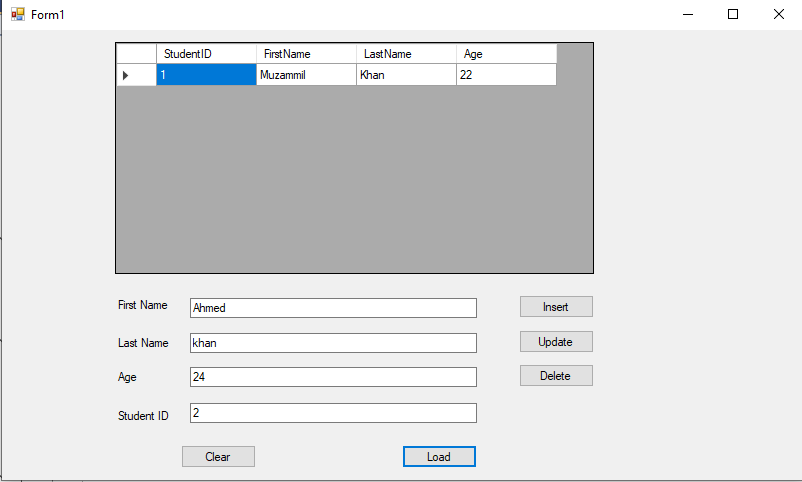 Form1
StudentID FirstName LastName Age
1 Muzammil Khan 22
First Name Ahmed Insert
Last Name khan Update
Age 24 Delete
Student ID 2
Clear Load